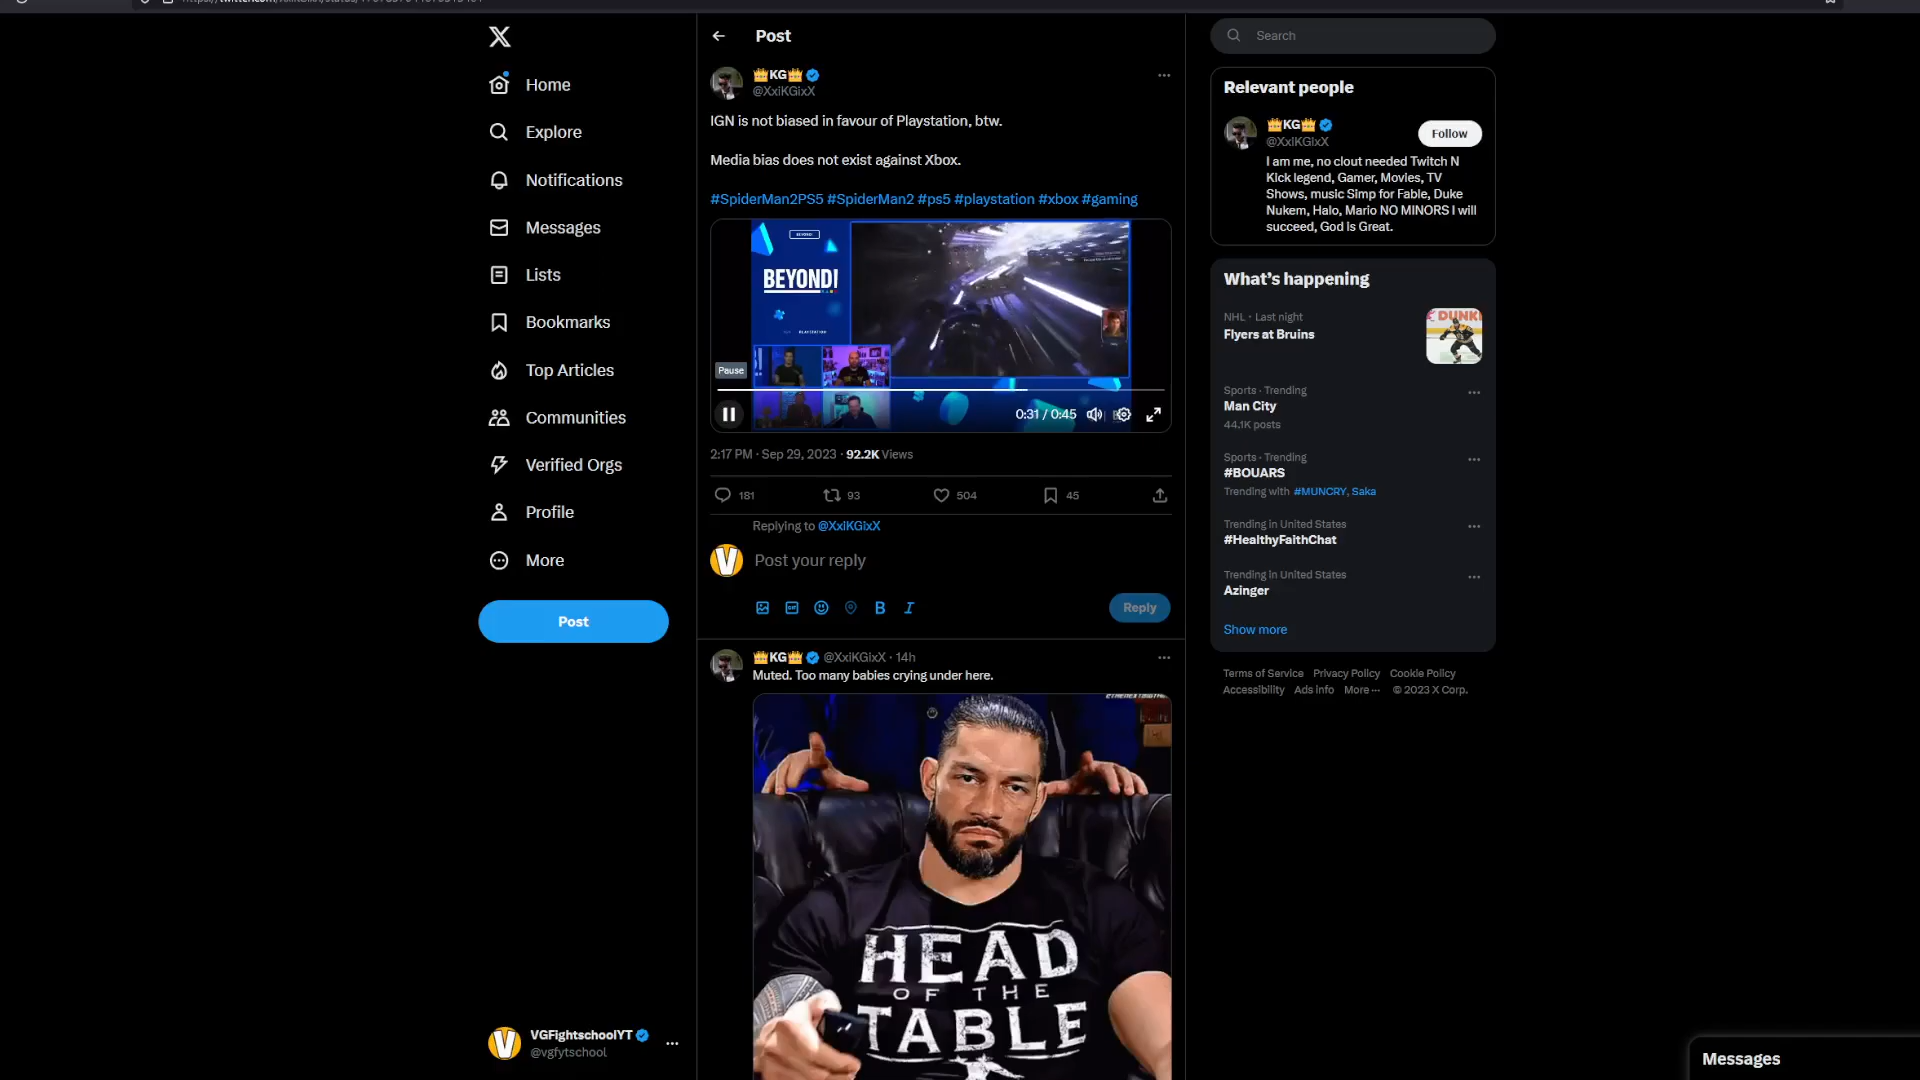 Post
Search
👑KG👑
@XxiKGixX
IGN is not biased in favour of Playstation, btw.
Media bias does not exist against Xbox.
#SpiderMan2PS5 #SpiderMan2 #ps5 #playstation #xbox #gaming
BEYOND!
BEYOND!
PLAYSTATION
Pause
0:31 / 0:45
2:17 PM · Sep 29, 2023 · 92.2K Views
181
93
504
45
Replying to @XxiKGixX
Post your reply
Reply
👑KG👑 @XxiKGixX · 14h
Muted. Too many babies crying under here.
HEAD
OF THE
TABLE
Home
Explore
Notifications
Messages
Lists
Bookmarks
Top Articles
Communities
Verified Orgs
Profile
More
Post
VGFightschoolYT
@vgfytschool
Relevant people
👑KG👑
@XxiKGixX
Follow
I am me, no clout needed Twitch N
Kick legend, Gamer, Movies, TV
Shows, music Simp for Fable, Duke
Nukem, Halo, Mario NO MINORS I will
succeed, God Is Great.
What's happening
NHL · Last night
Flyers at Bruins
Sports · Trending
Man City
44.1K posts
Sports · Trending
#BOUARS
Trending with #MUNCRY, Saka
Trending in United States
#HealthyFaithChat
Trending in United States
Azinger
Show more
Terms of Service Privacy Policy Cookie Policy
Accessibility Ads info More ··· © 2023 X Corp.
Messages